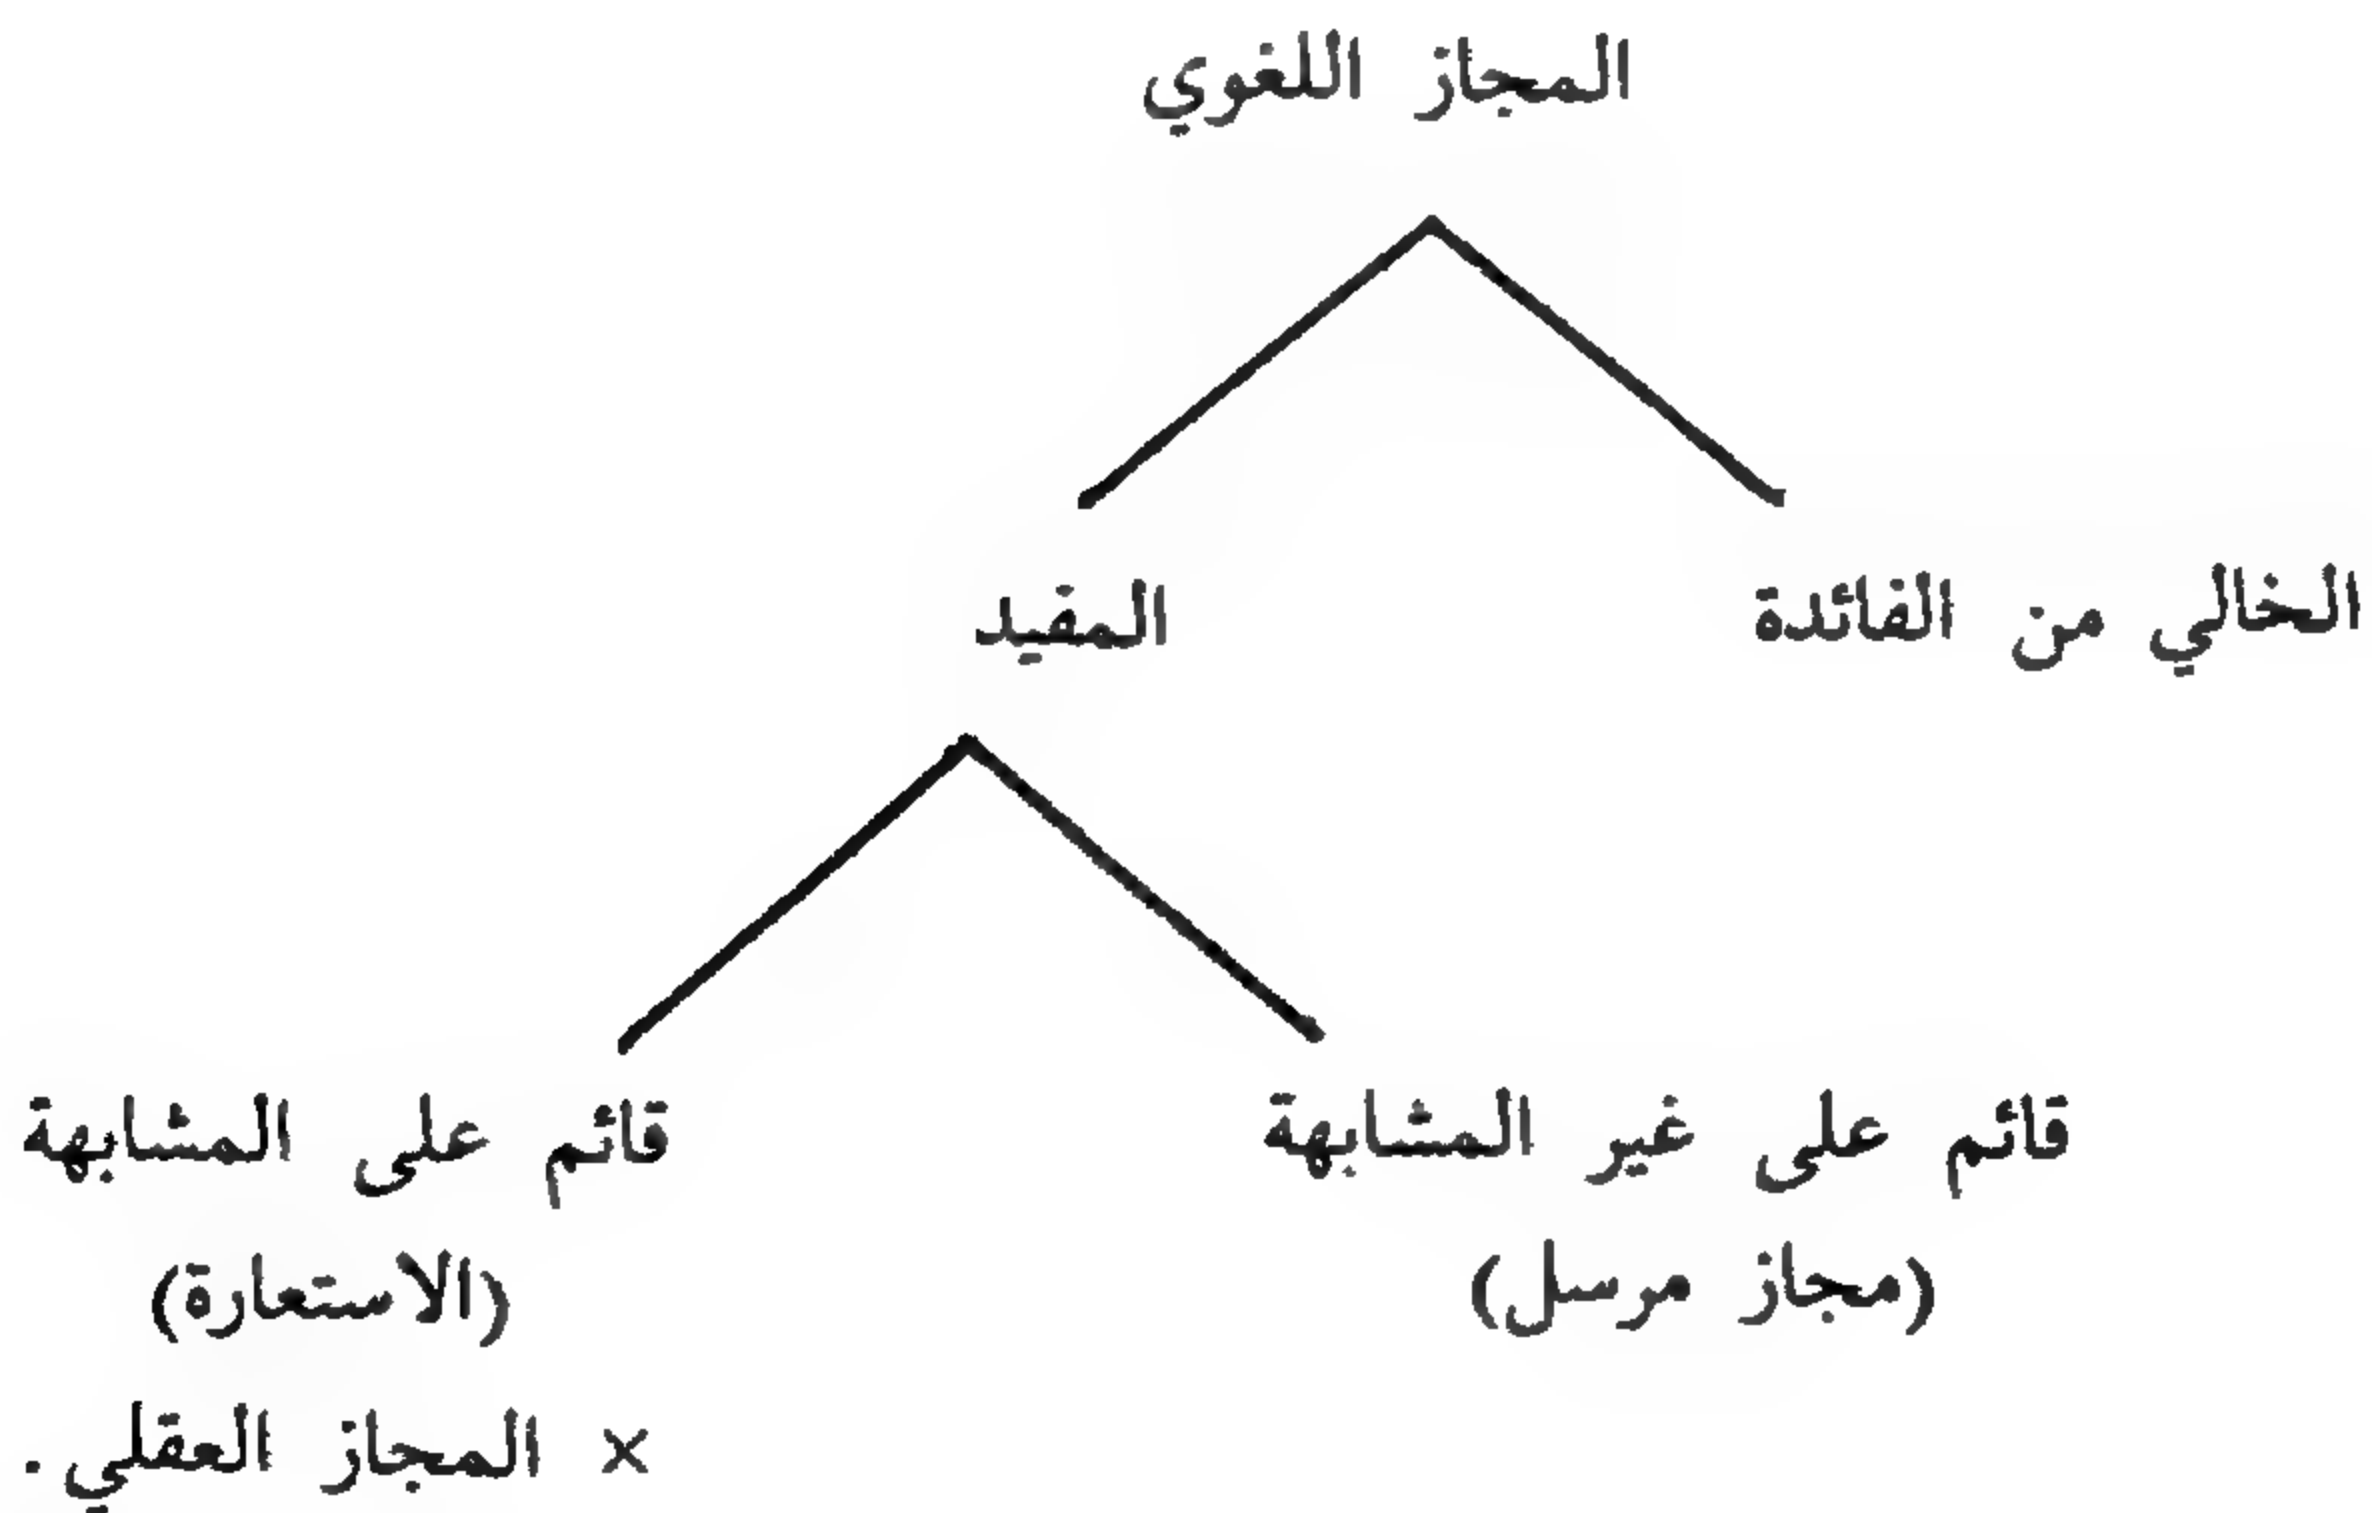 المجاز اللغوي
الخالي من الفائدة
المفيد
قائم على غير المشابهة
(مجاز مرسل)
قائم على المشابهة
(الاستعارة)
× المجاز العقلي.